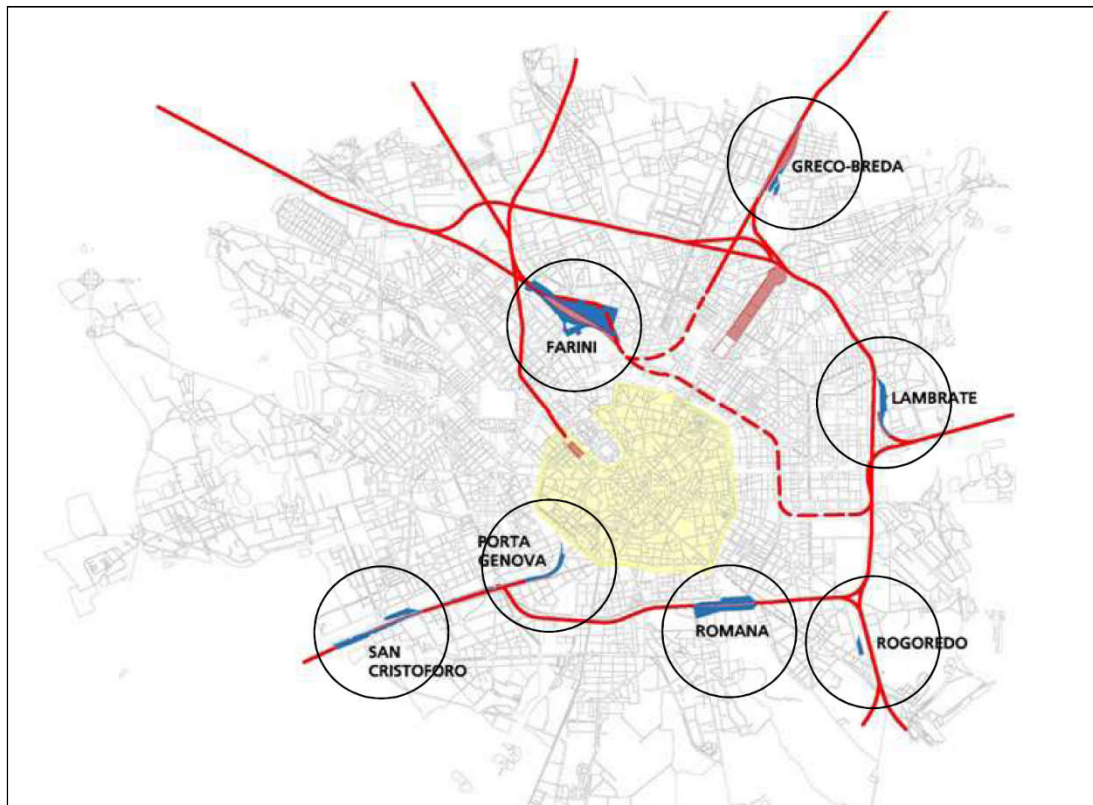 GRECO-BREDA
FARINI
LAMBRATE
PORTA
GENOVA
ROMANA
ROGOREDO
SAN
CRISTOFORO